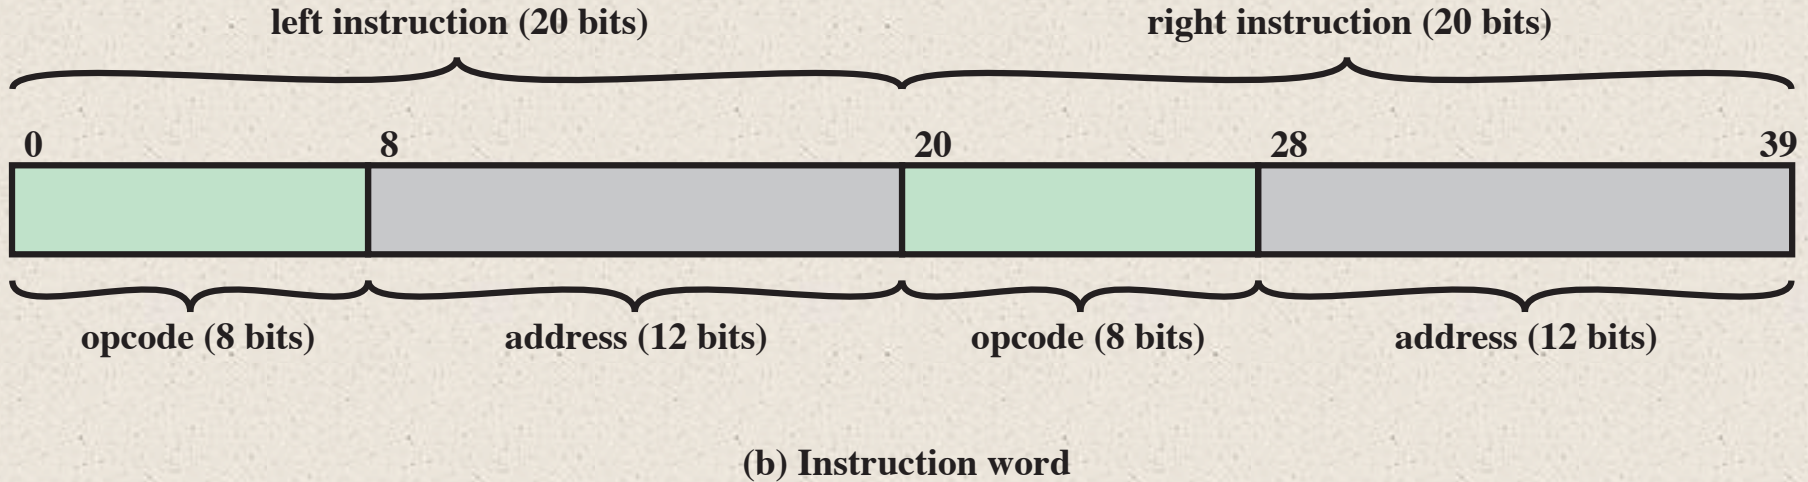 left instruction (20 bits) right instruction (20 bits)
0 8 20 28 39
opcode (8 bits) address (12 bits) opcode (8 bits) address (12 bits)
(b) Instruction word